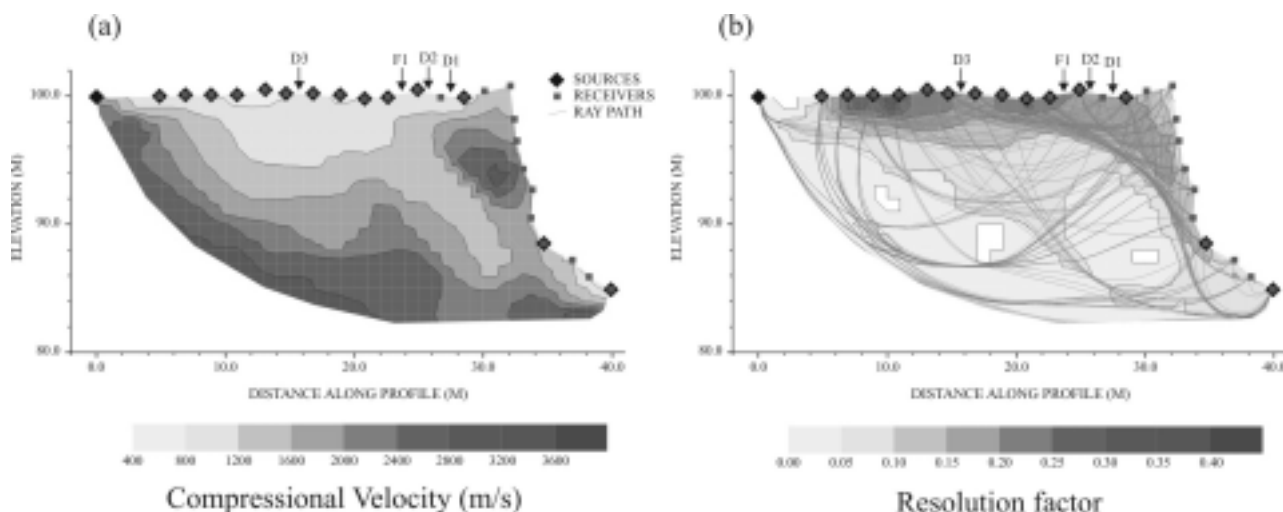 (a)
D3
F1
D2
D1
SOURCES
RECEIVERS
RAY PATH
100.0
90.0
80.0
ELEVATION (M)
0.0
10.0
20.0
30.0
40.0
DISTANCE ALONG PROFILE (M)
400
800
1200
1600
2000
2400
2800
3200
3600
Compressional Velocity (m/s)
(b)
D3
F1
D2
D1
100.0
90.0
80.0
ELEVATION (M)
0.0
10.0
20.0
30.0
40.0
DISTANCE ALONG PROFILE (M)
0.00
0.05
0.10
0.15
0.20
0.25
0.30
0.35
0.40
Resolution factor